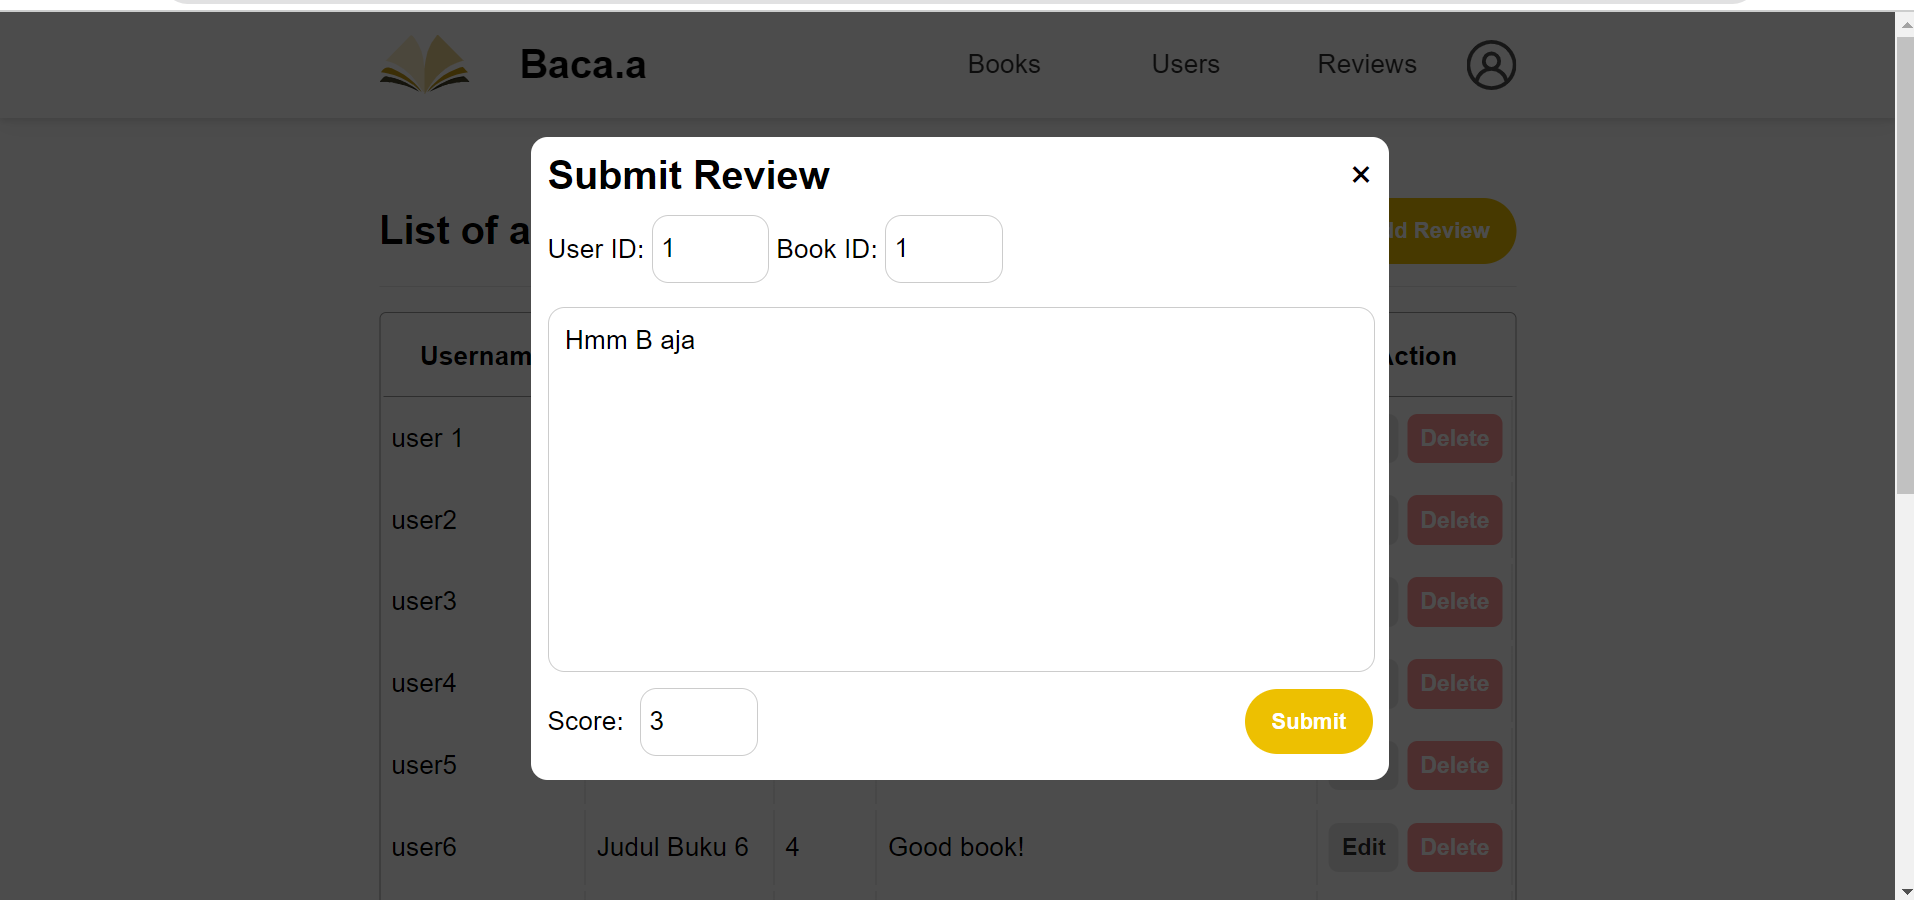 Baca.a Books Users Reviews
Submit Review ×
List of a
d Review
User ID: 1 Book ID: 1
Hmm B aja
Usernam
ction
user 1 Delete
user2 Delete
user3 Delete
user4 Delete
Score: 3 Submit
user5 Delete
user6 Judul Buku 6 4 Good book! Edit Delete